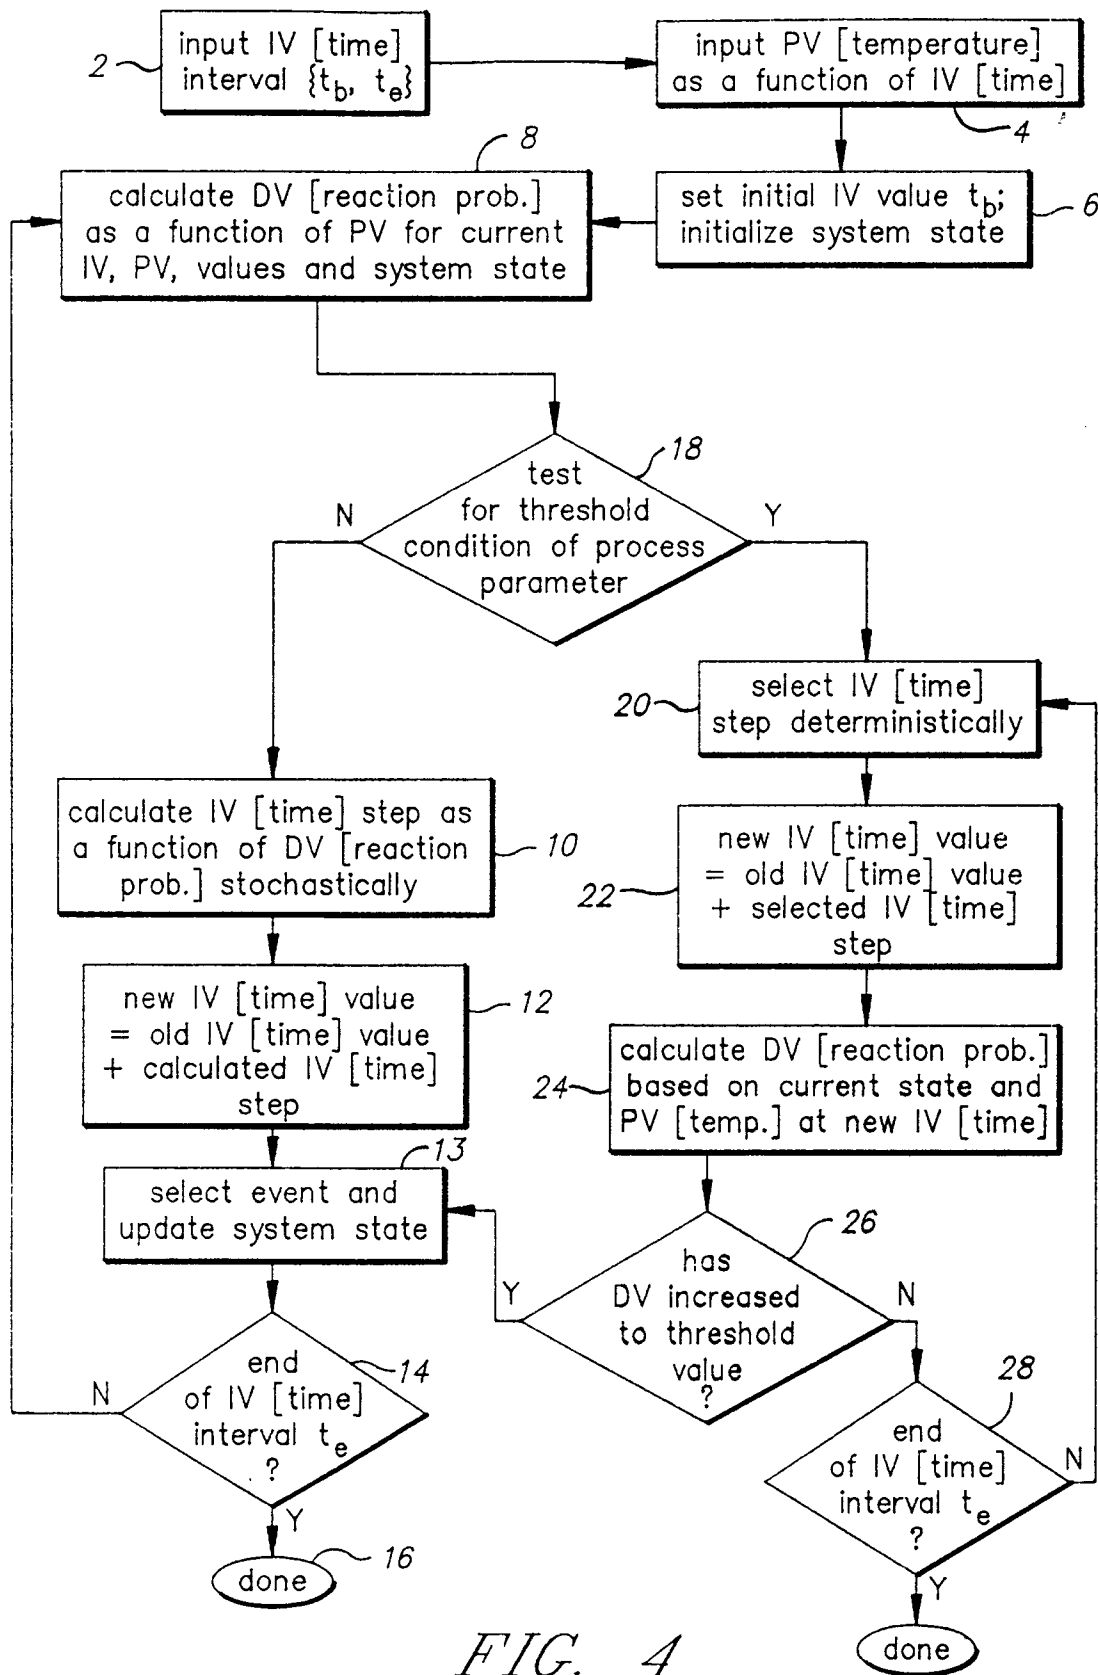 input IV [time]
interval {t_b, t_e}
2
input PV [temperature]
as a function of IV [time]
4
8
calculate DV [reaction prob.]
as a function of PV for current
IV, PV, values and system state
set initial IV value t_b;
initialize system state
6
18
test
for threshold
condition of process
parameter
N
Y
select IV [time]
step deterministically
20
calculate IV [time] step as
a function of DV [reaction
prob.] stochastically
10
new IV [time] value
= old IV [time] value
+ selected IV [time]
step
22
new IV [time] value
= old IV [time] value
+ calculated IV [time]
step
12
calculate DV [reaction prob.]
based on current state and
PV [temp.] at new IV [time]
24
13
select event and
update system state
26
has
DV increased
to threshold
value
?
Y
N
14
end
of IV [time]
interval t_e
?
N
Y
28
end
of IV [time]
interval t_e
?
N
Y
done
16
done
FIG. 4